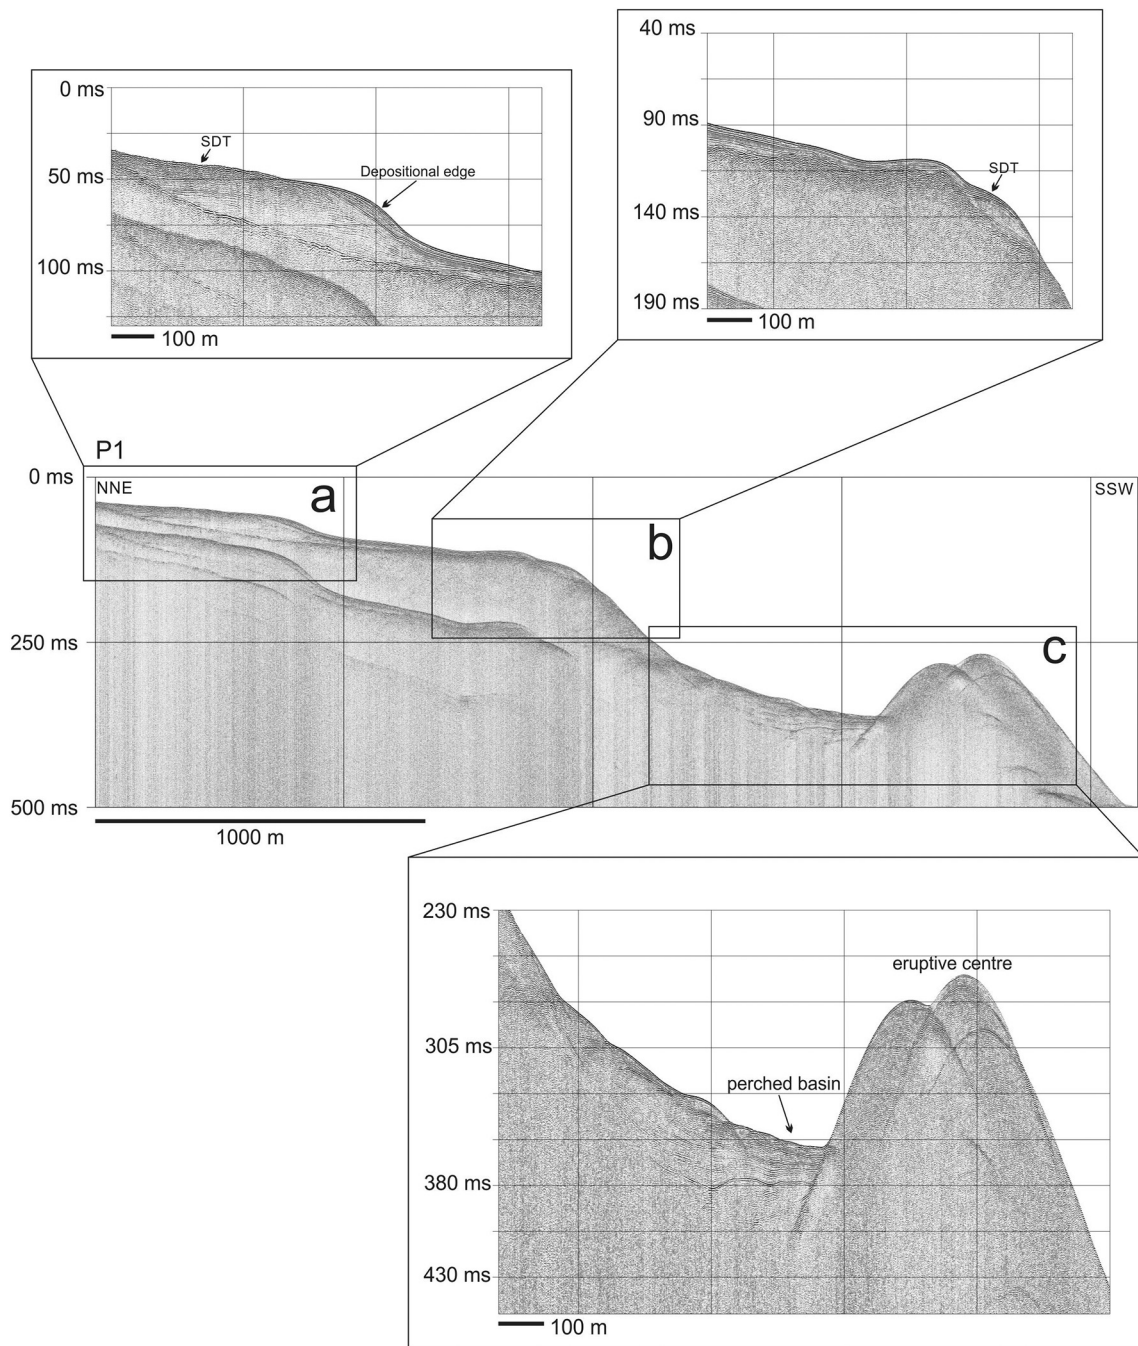 40 ms
0 ms
90 ms
SDT
Depositional edge
50 ms
SDT
140 ms
100 ms
190 ms
100 m
100 m
P1
0 ms
NNE
a
SSW
b
250 ms
c
500 ms
1000 m
230 ms
eruptive centre
305 ms
perched basin
380 ms
430 ms
100 m